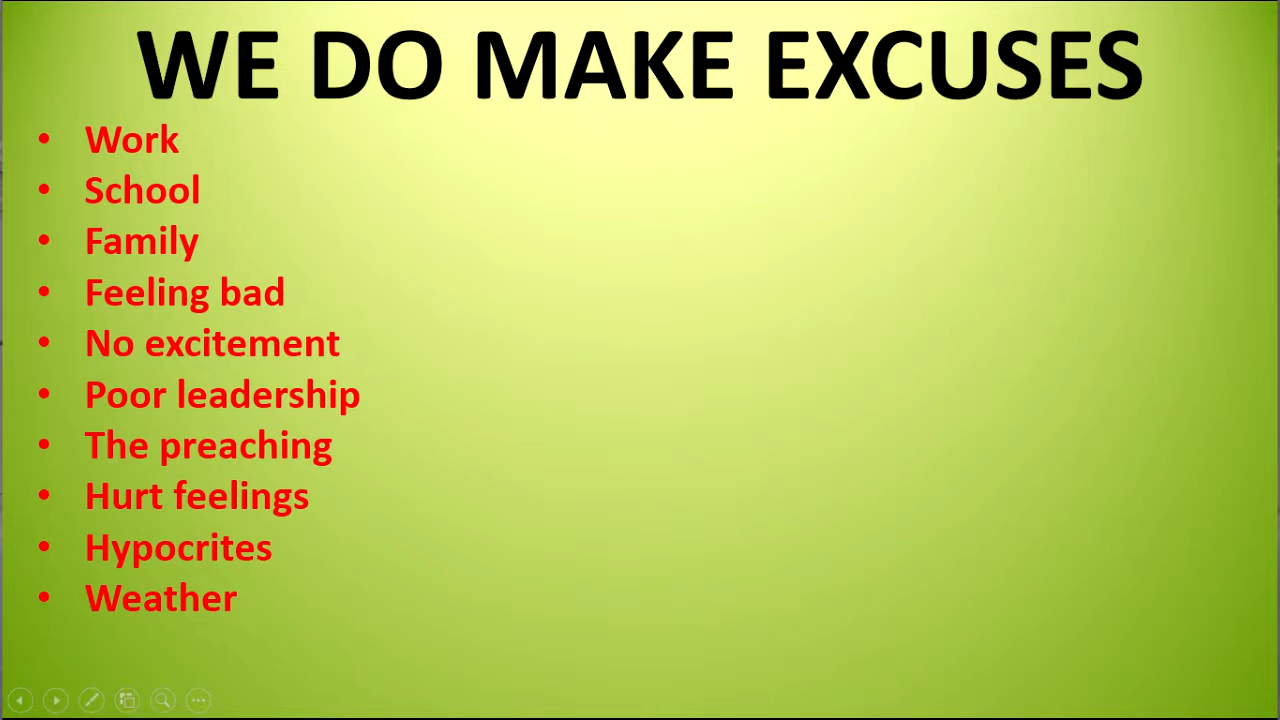 WE DO MAKE EXCUSES
• Work
• School
• Family
• Feeling bad
• No excitement
• Poor leadership
• The preaching
• Hurt feelings
• Hypocrites
• Weather